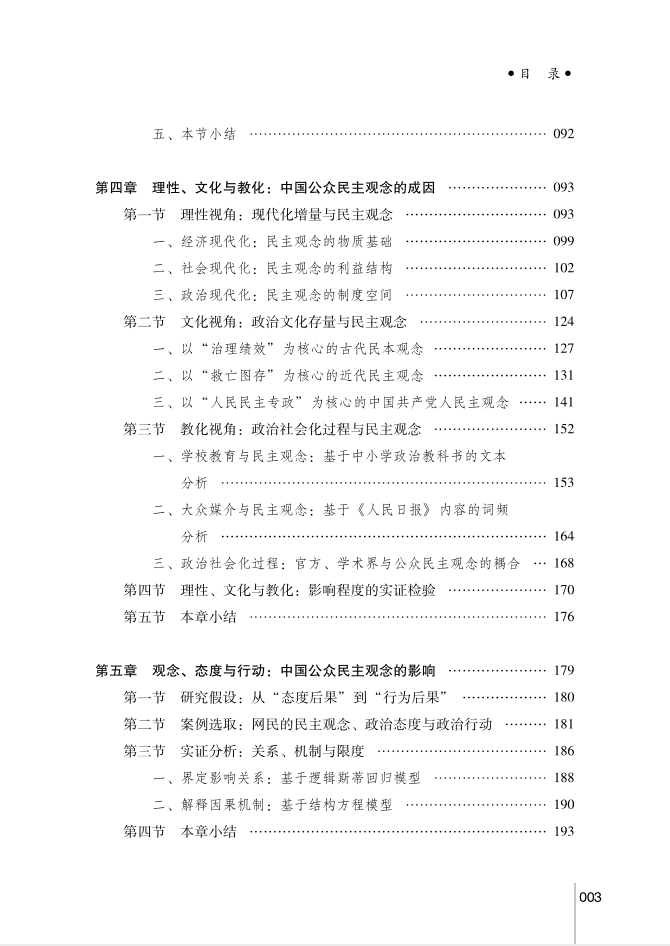 ●目 录●
五、本节小结 …………………………………………………… 092
第四章 理性、文化与教化：中国公众民主观念的成因 ………………… 093
第一节 理性视角：现代化增量与民主观念 ………………………… 093
一、经济现代化：民主观念的物质基础 ………………………… 099
二、社会现代化：民主观念的利益结构 ………………………… 102
三、政治现代化：民主观念的制度空间 ………………………… 107
第二节 文化视角：政治文化存量与民主观念 ……………………… 124
一、以“治理绩效”为核心的古代民本观念 …………………… 127
二、以“救亡图存”为核心的近代民主观念 …………………… 131
三、以“人民民主专政”为核心的中国共产党人民主观念 …… 141
第三节 教化视角：政治社会化过程与民主观念 …………………… 152
一、学校教育与民主观念：基于中小学政治教科书的文本
分析 ………………………………………………………… 153
二、大众媒介与民主观念：基于《人民日报》内容的词频
分析 ………………………………………………………… 164
三、政治社会化过程：官方、学术界与公众民主观念的耦合 … 168
第四节 理性、文化与教化：影响程度的实证检验 ………………… 170
第五节 本章小结 …………………………………………………… 176
第五章 观念、态度与行动：中国公众民主观念的影响 ………………… 179
第一节 研究假设：从“态度后果”到“行为后果” ……………… 180
第二节 案例选取：网民的民主观念、政治态度与政治行动 ……… 181
第三节 实证分析：关系、机制与限度 ……………………………… 186
一、界定影响关系：基于逻辑斯蒂回归模型 …………………… 188
二、解释因果机制：基于结构方程模型 ………………………… 190
第四节 本章小结 …………………………………………………… 193
003